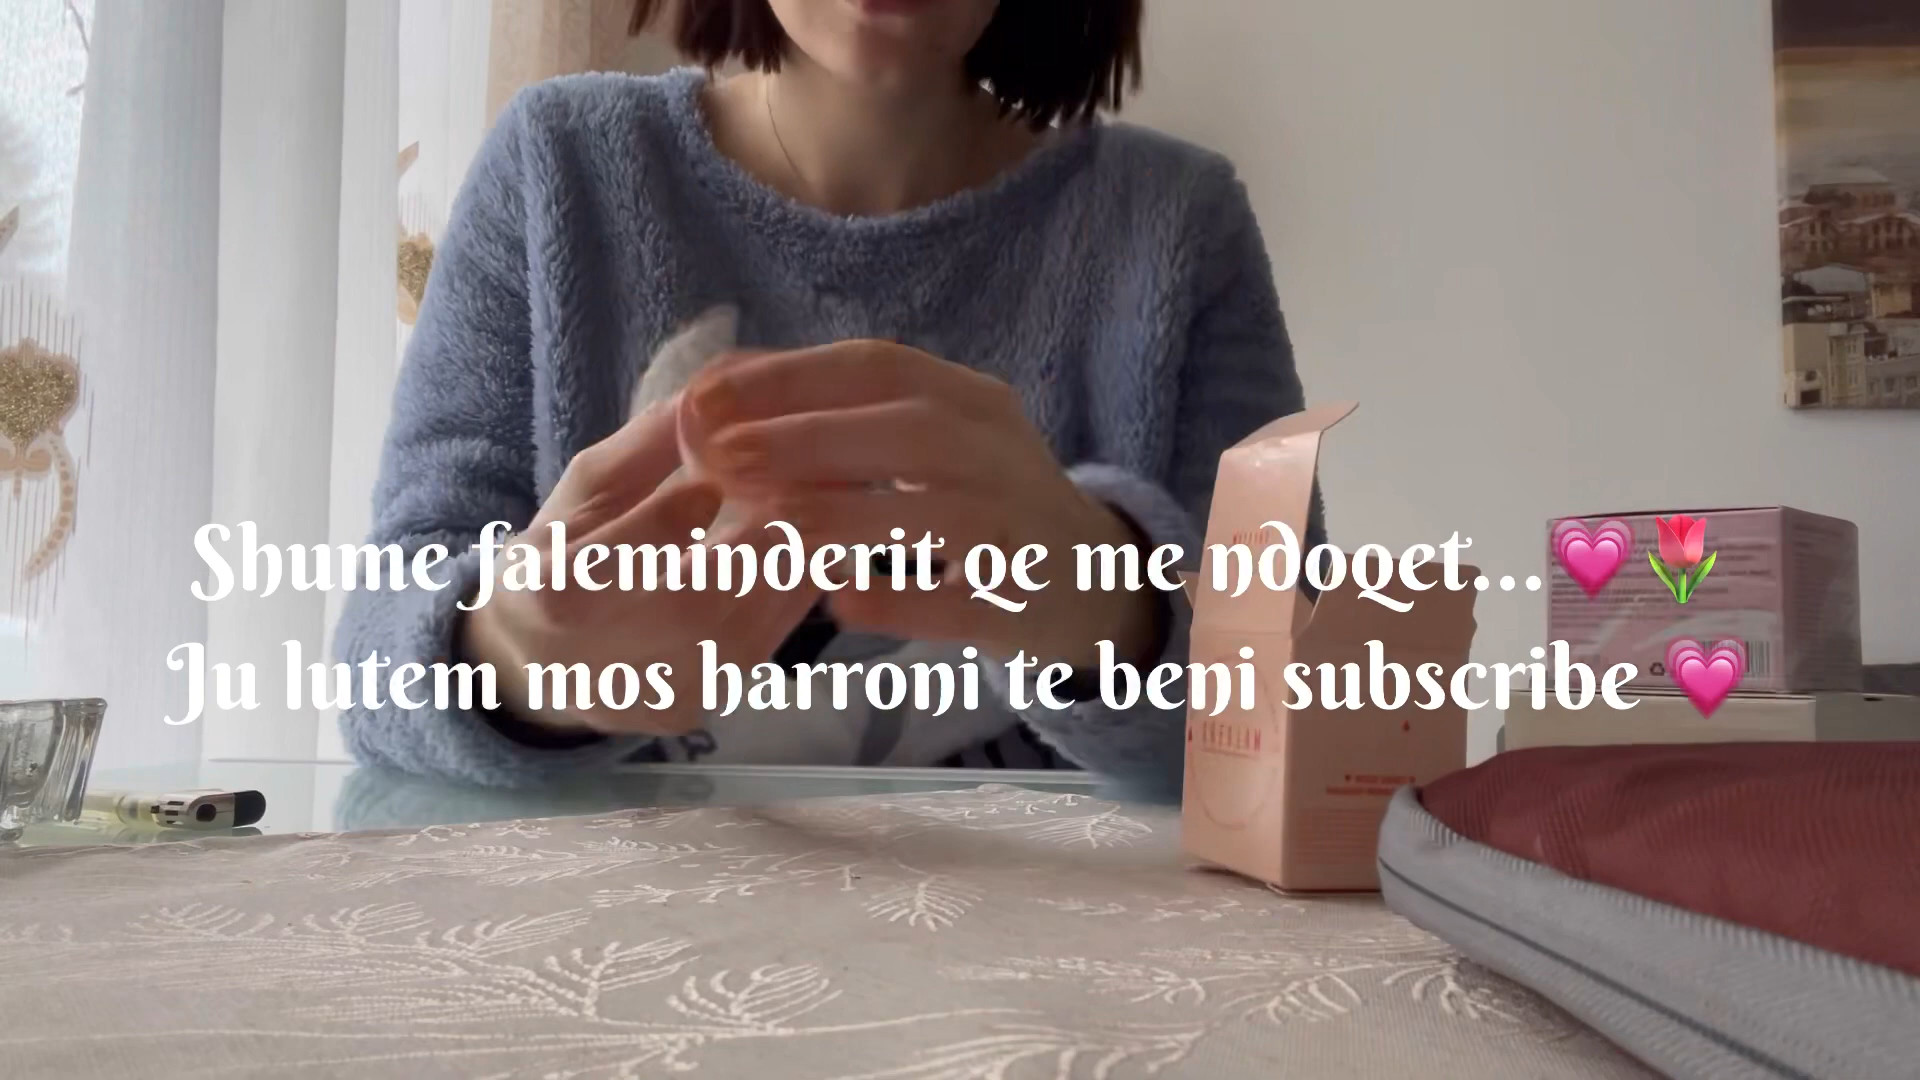 Shume faleminderit qe me ndoqet...💗🌷
Ju lutem mos harroni te beni subscribe 💗